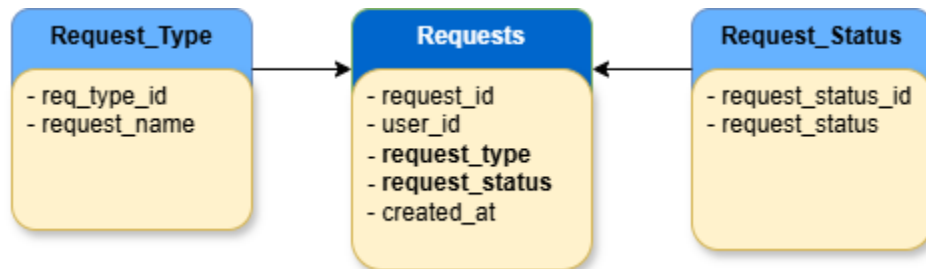 Request_Type
- req_type_id
- request_name
Requests
- request_id
- user_id
- request_type
- request_status
- created_at
Request_Status
- request_status_id
- request_status